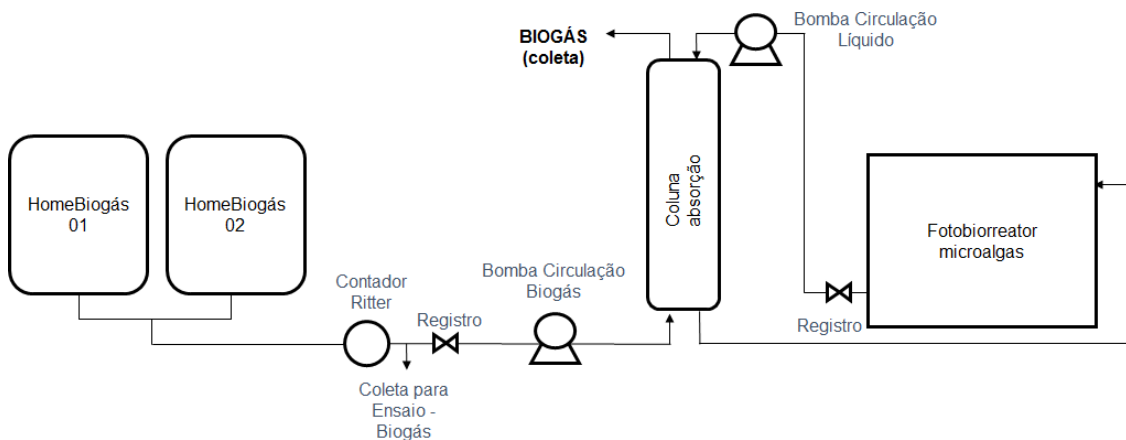 HomeBiogás
01
HomeBiogás
02
Contador
Ritter
Registro
Coleta para
Ensaio -
Biogás
Bomba Circulação
Biogás
BIOGÁS
(coleta)
Coluna
absorção
Bomba Circulação
Líquido
Registro
Fotobiorreator
microalgas